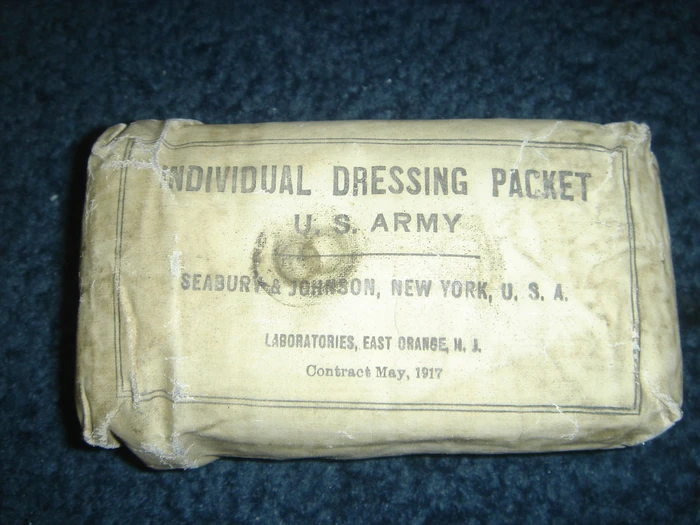 INDIVIDUAL DRESSING PACKET
U. S. ARMY
SEABURY & JOHNSON, NEW YORK, U. S. A.
LABORATORIES, EAST ORANGE, N. J.
Contract May, 1917